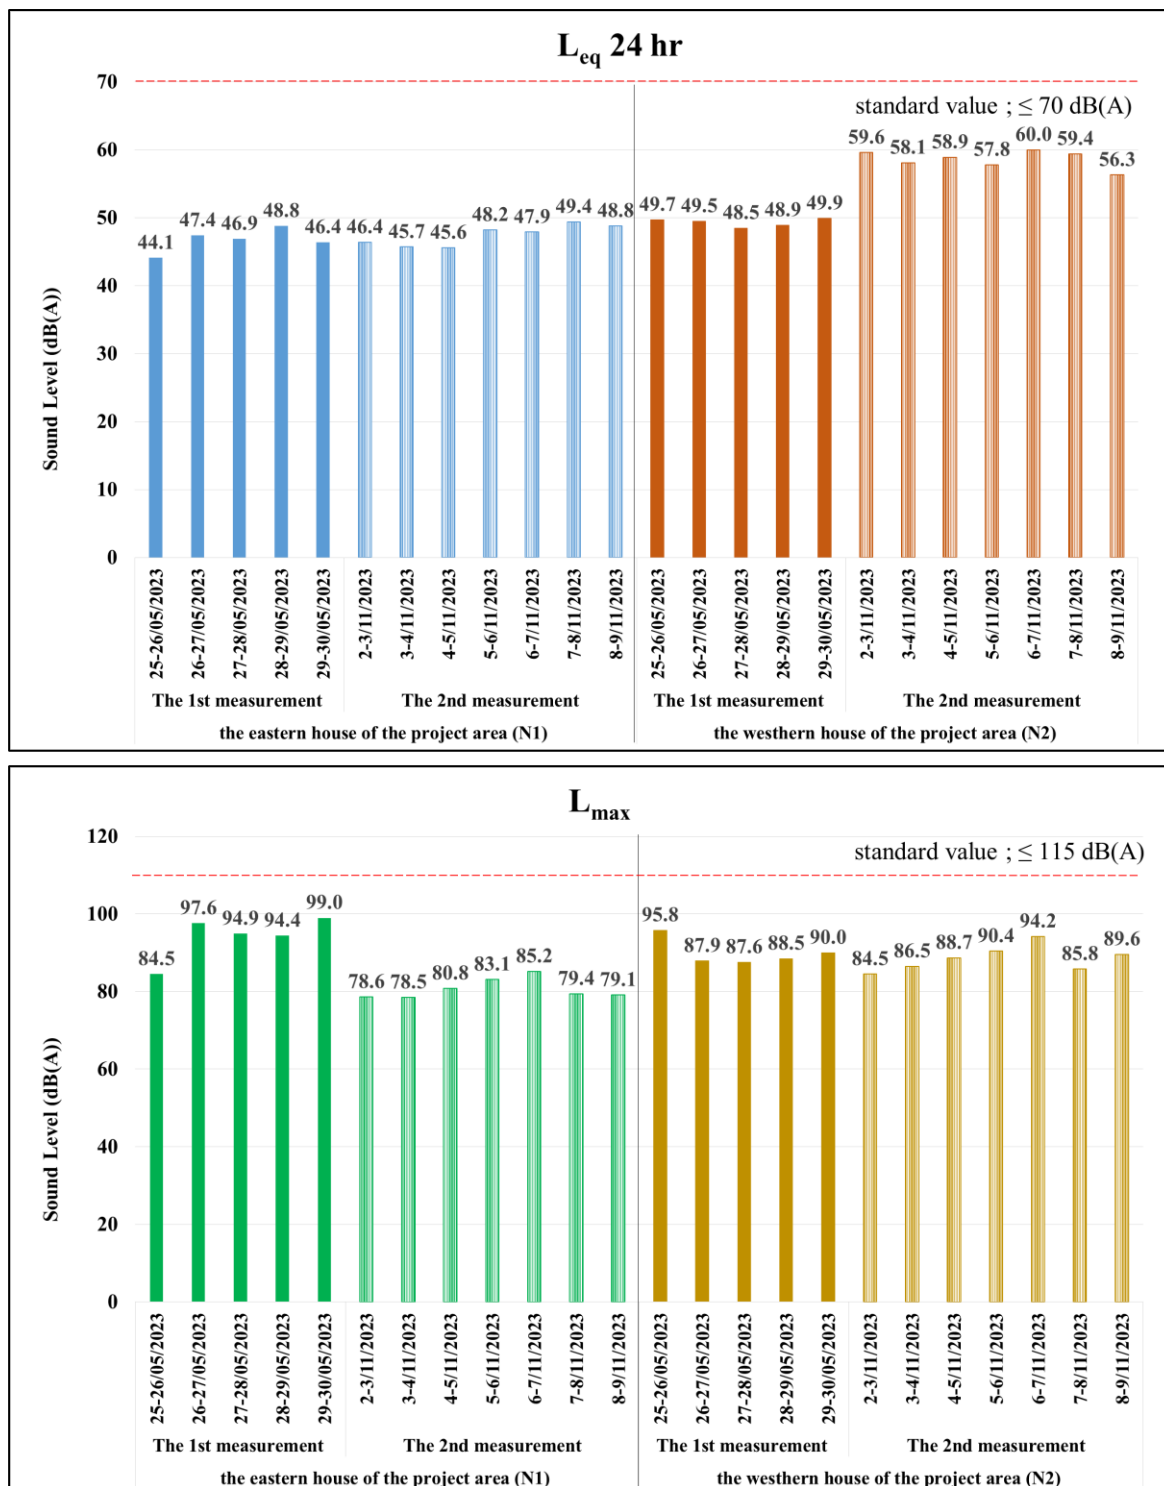 L_eq 24 hr
70
standard value ; ≤ 70 dB(A)
60
50
40
30
20
10
0
Sound Level (dB(A))
44.1 47.4 46.9 48.8 46.4 46.4 45.7 45.6 48.2 47.9 49.4 48.8 49.7 49.5 48.5 48.9 49.9 59.6 58.1 58.9 57.8 60.0 59.4 56.3
25-26/05/2023 26-27/05/2023 27-28/05/2023 28-29/05/2023 29-30/05/2023 2-3/11/2023 3-4/11/2023 4-5/11/2023 5-6/11/2023 6-7/11/2023 7-8/11/2023 8-9/11/2023 25-26/05/2023 26-27/05/2023 27-28/05/2023 28-29/05/2023 29-30/05/2023 2-3/11/2023 3-4/11/2023 4-5/11/2023 5-6/11/2023 6-7/11/2023 7-8/11/2023 8-9/11/2023
The 1st measurement The 2nd measurement The 1st measurement The 2nd measurement
the eastern house of the project area (N1) the westhern house of the project area (N2)
L_max
120
standard value ; ≤ 115 dB(A)
100
80
60
40
20
0
Sound Level (dB(A))
84.5 97.6 94.9 94.4 99.0 78.6 78.5 80.8 83.1 85.2 79.4 79.1 95.8 87.9 87.6 88.5 90.0 84.5 86.5 88.7 90.4 94.2 85.8 89.6
25-26/05/2023 26-27/05/2023 27-28/05/2023 28-29/05/2023 29-30/05/2023 2-3/11/2023 3-4/11/2023 4-5/11/2023 5-6/11/2023 6-7/11/2023 7-8/11/2023 8-9/11/2023 25-26/05/2023 26-27/05/2023 27-28/05/2023 28-29/05/2023 29-30/05/2023 2-3/11/2023 3-4/11/2023 4-5/11/2023 5-6/11/2023 6-7/11/2023 7-8/11/2023 8-9/11/2023
The 1st measurement The 2nd measurement The 1st measurement The 2nd measurement
the eastern house of the project area (N1) the westhern house of the project area (N2)